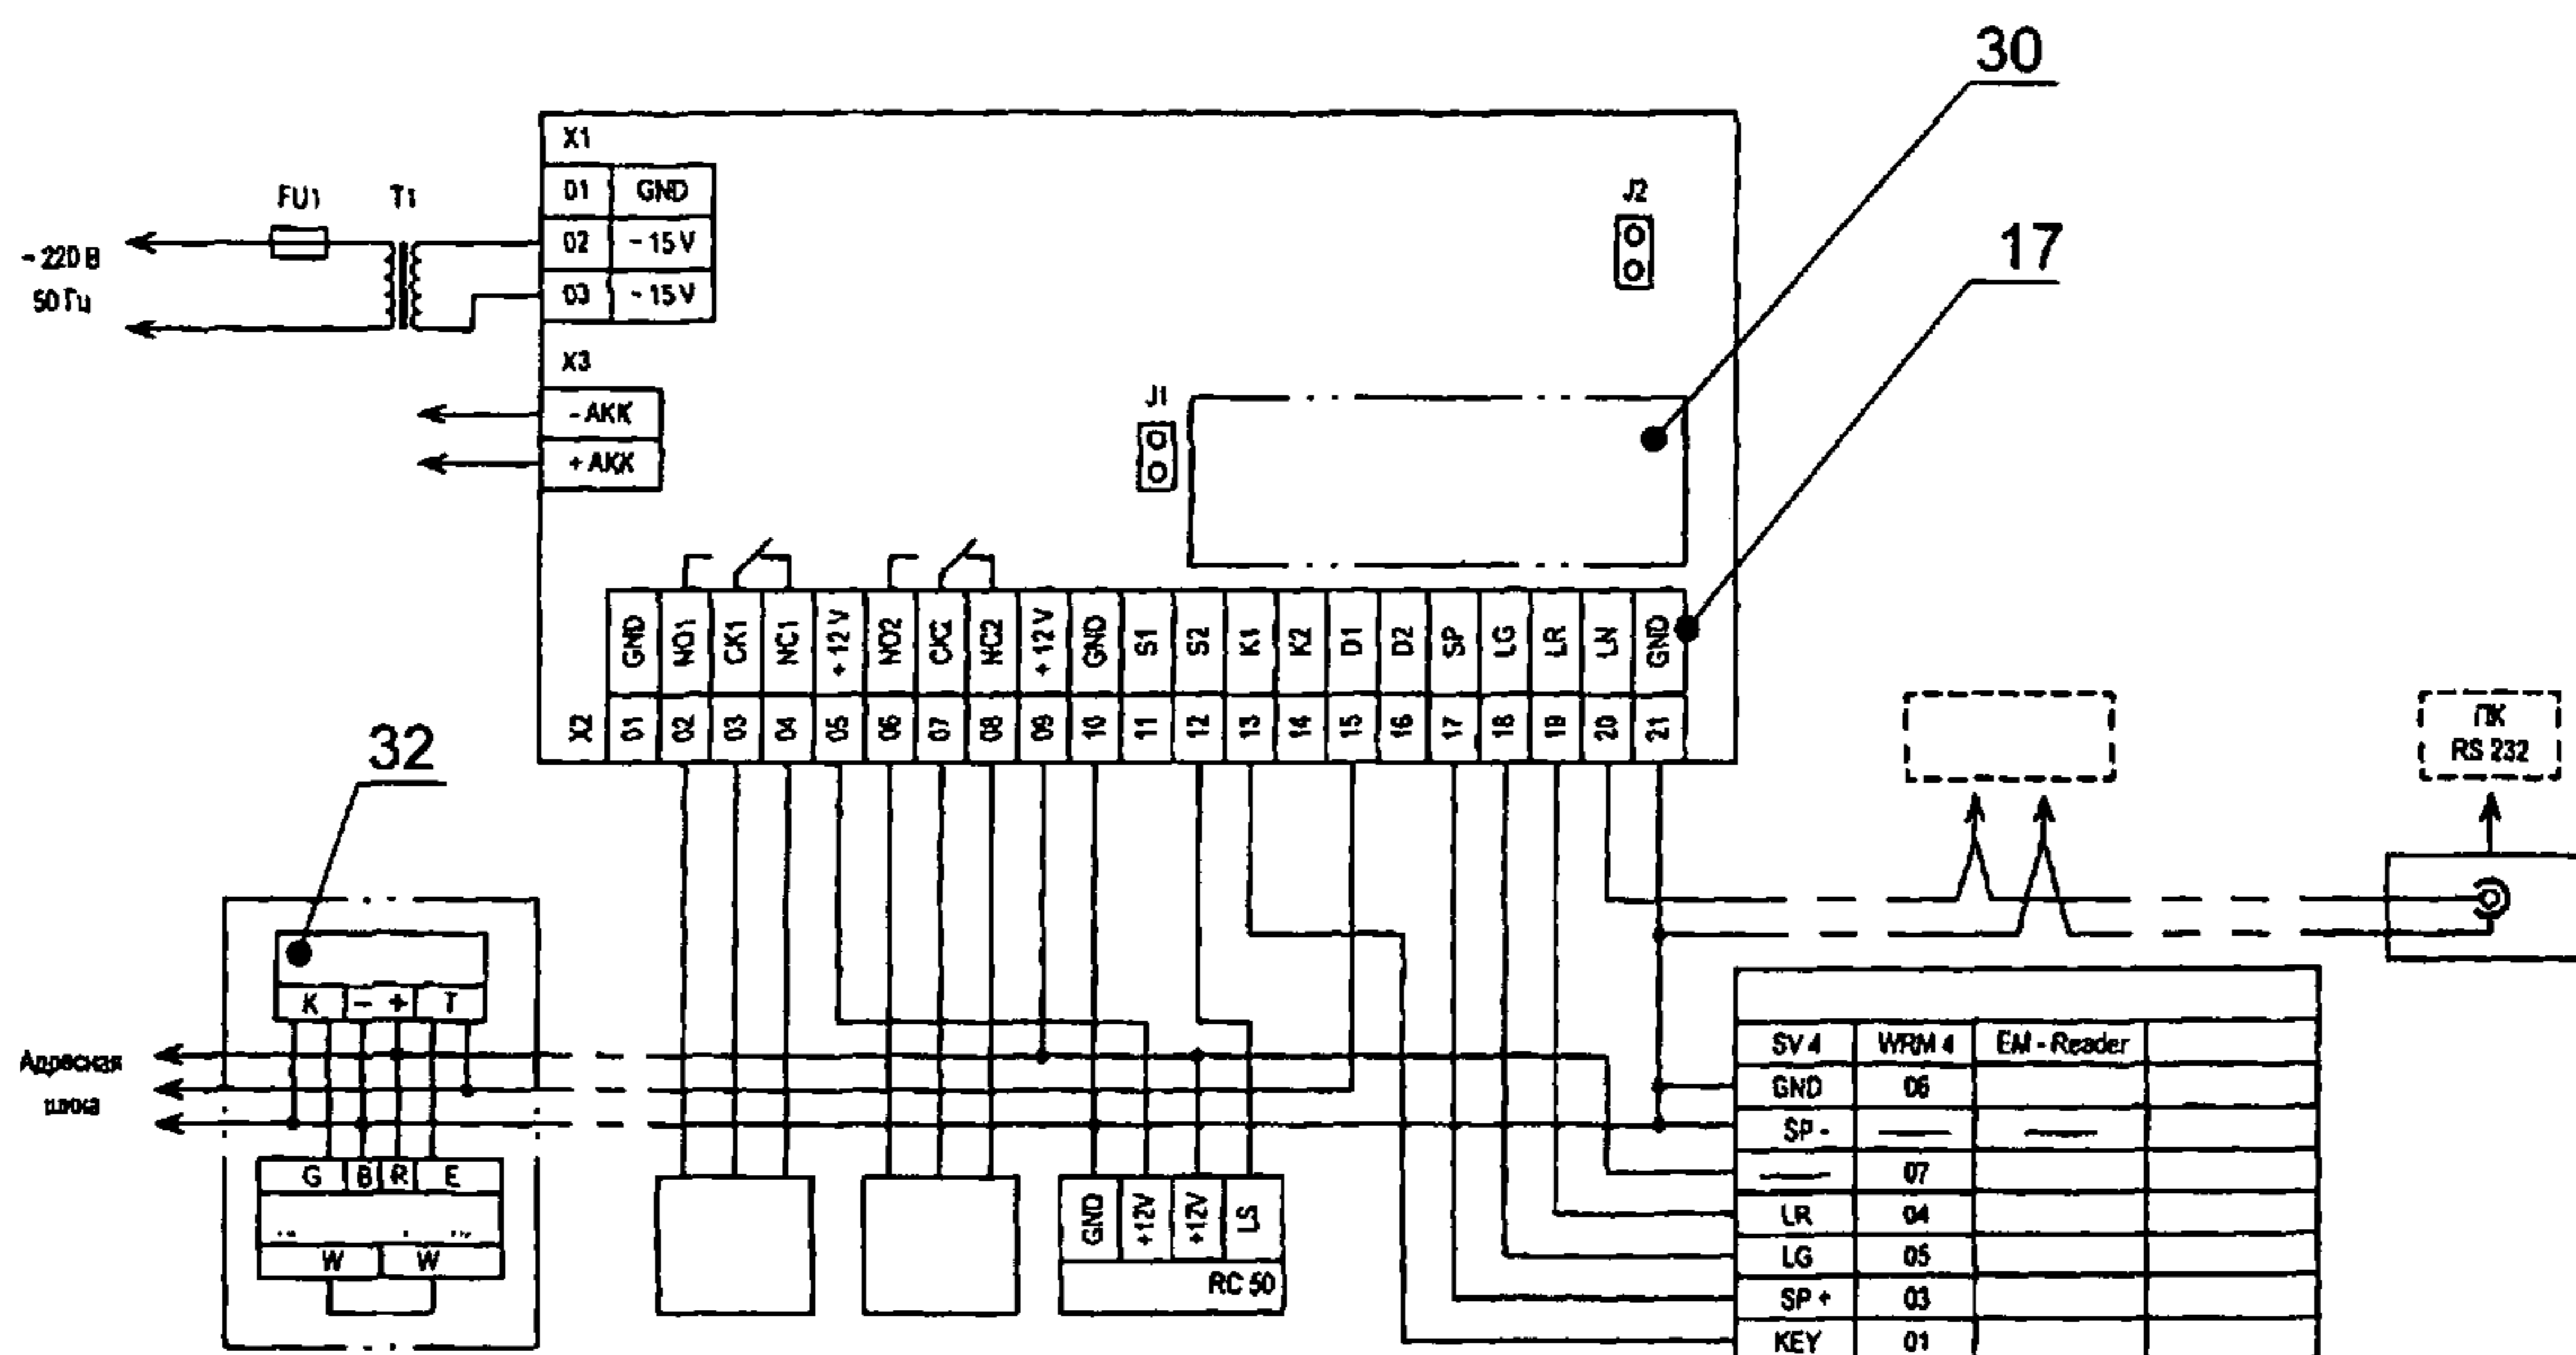 30
17
32
X1
01 GND
02 ~ 15 V
03 ~ 15 V
FU1 T1
~ 220 В
50 Гц
X3
- АКК
+ АКК
J1
J2
GND NO1 CK1 NC1 + 12 V NO2 CK2 NC2 + 12 V GND S1 S2 K1 K2 D1 D2 SP LG LR LN GND
X2 01 02 03 04 05 06 07 08 09 10 11 12 13 14 15 16 17 18 19 20 21
ПК
RS 232
K - + T
Адресная
G B R E
W W
GND +12V +12V LS
RC 50
SV 4 WRM 4 EM - Reader
GND 06
SP - —— ——
—— 07
LR 04
LG 05
SP + 03
KEY 01